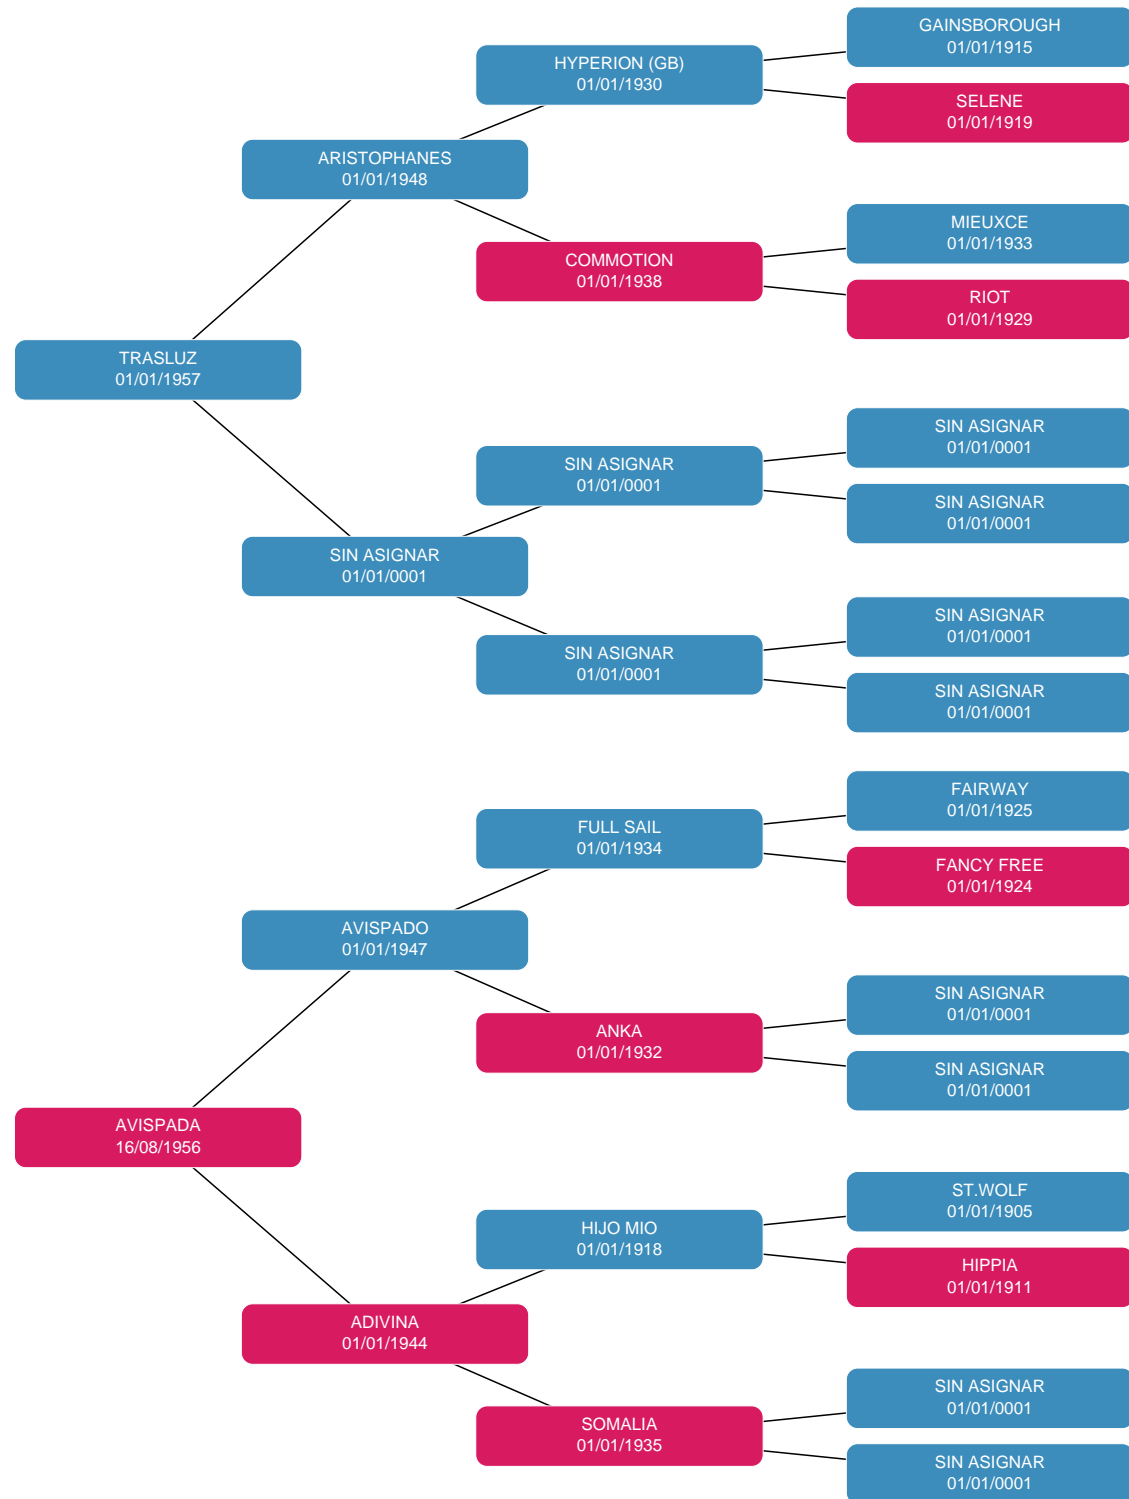 GAINSBOROUGH
01/01/1915
HYPERION (GB)
01/01/1930
SELENE
01/01/1919
ARISTOPHANES
01/01/1948
MIEUXCE
01/01/1933
COMMOTION
01/01/1938
RIOT
01/01/1929
TRASLUZ
01/01/1957
SIN ASIGNAR
01/01/0001
SIN ASIGNAR
01/01/0001
SIN ASIGNAR
01/01/0001
SIN ASIGNAR
01/01/0001
SIN ASIGNAR
01/01/0001
SIN ASIGNAR
01/01/0001
SIN ASIGNAR
01/01/0001
FAIRWAY
01/01/1925
FULL SAIL
01/01/1934
FANCY FREE
01/01/1924
AVISPADO
01/01/1947
SIN ASIGNAR
01/01/0001
ANKA
01/01/1932
SIN ASIGNAR
01/01/0001
AVISPADA
16/08/1956
ST.WOLF
01/01/1905
HIJO MIO
01/01/1918
HIPPIA
01/01/1911
ADIVINA
01/01/1944
SIN ASIGNAR
01/01/0001
SOMALIA
01/01/1935
SIN ASIGNAR
01/01/0001